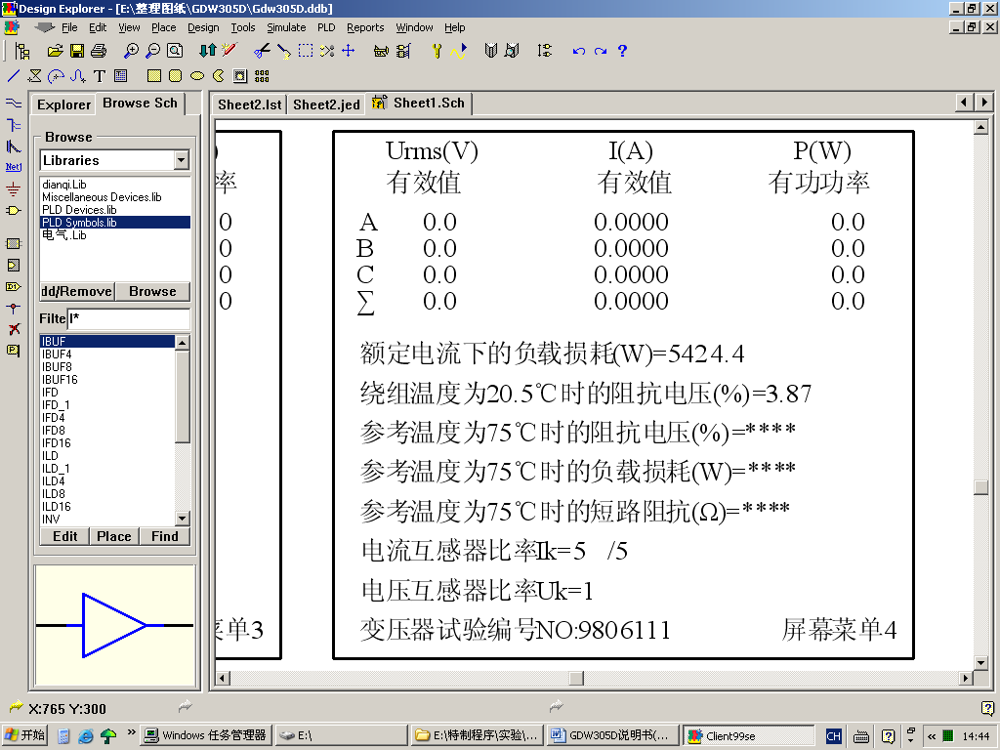 Design Explorer - [E:\整理图纸\GDW305D\Gdw305D.ddb]
File Edit View Place Design Tools Simulate PLD Reports Window Help
Explorer Browse Sch
Sheet2.lst Sheet2.jed Sheet1.Sch
Browse
Libraries
dianqi.Lib
Miscellaneous Devices.lib
PLD Devices.lib
PLD Symbols.lib
电气.Lib
dd/Remove Browse
Filte I*
IBUF
IBUF4
IBUF8
IBUF16
IFD
IFD_1
IFD4
IFD8
IFD16
ILD
ILD_1
ILD4
ILD8
ILD16
INV
Edit Place Find
Net1
D1
P
)
率
0
0
0
0
菜单3
Urms(V) I(A) P(W)
有效值 有效值 有功功率
A 0.0 0.0000 0.0
B 0.0 0.0000 0.0
C 0.0 0.0000 0.0
∑ 0.0 0.0000 0.0
额定电流下的负载损耗(W)=5424.4
绕组温度为20.5℃时的阻抗电压(%)=3.87
参考温度为75℃时的阻抗电压(%)=****
参考温度为75℃时的负载损耗(W)=****
参考温度为75℃时的短路阻抗(Ω)=****
电流互感器比率Ik=5 /5
电压互感器比率Uk=1
变压器试验编号NO:9806111 屏幕菜单4
X:765 Y:300
开始 Windows 任务管理器 E:\ E:\特制程序\实验\... GDW305D说明书(... Client99se CH 14:44